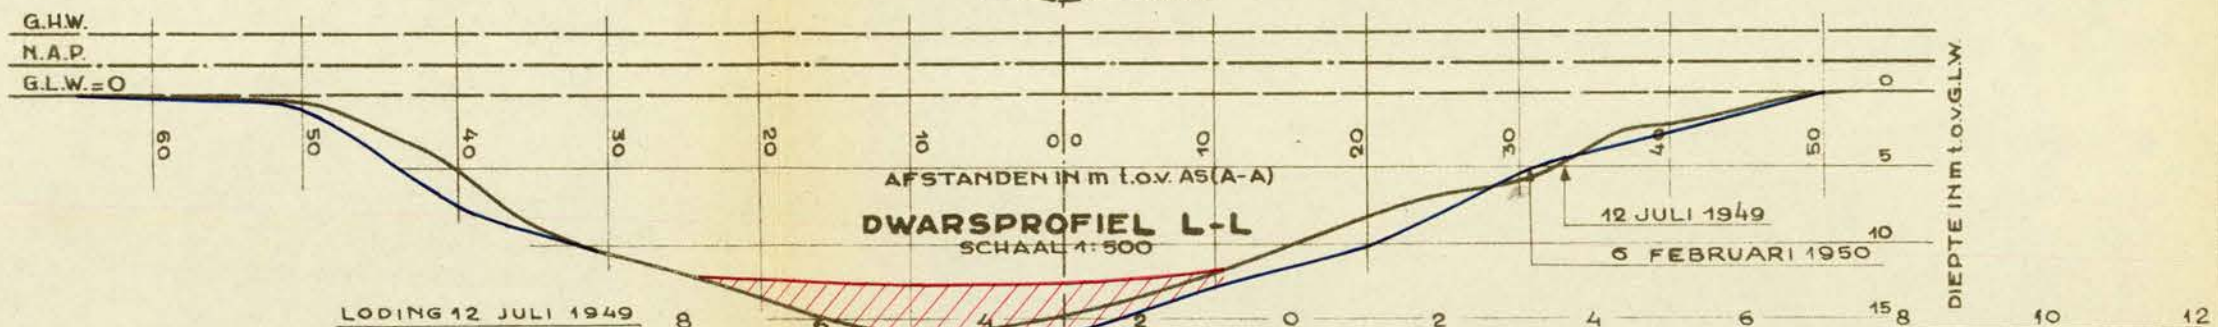 G.H.W.
N.A.P.
G.L.W.=0
0
60 50 40 30 20 10 0 0 10 20 30 40 50
5
AFSTANDEN IN m t.o.v. AS(A-A)
DWARSPROFIEL L-L
SCHAAL 1:500
12 JULI 1949
10
6 FEBRUARI 1950
DIEPTE IN m t.o.v. G.L.W.
LODING 12 JULI 1949
8 6 4 2 0 2 4 6 15 8 10 12